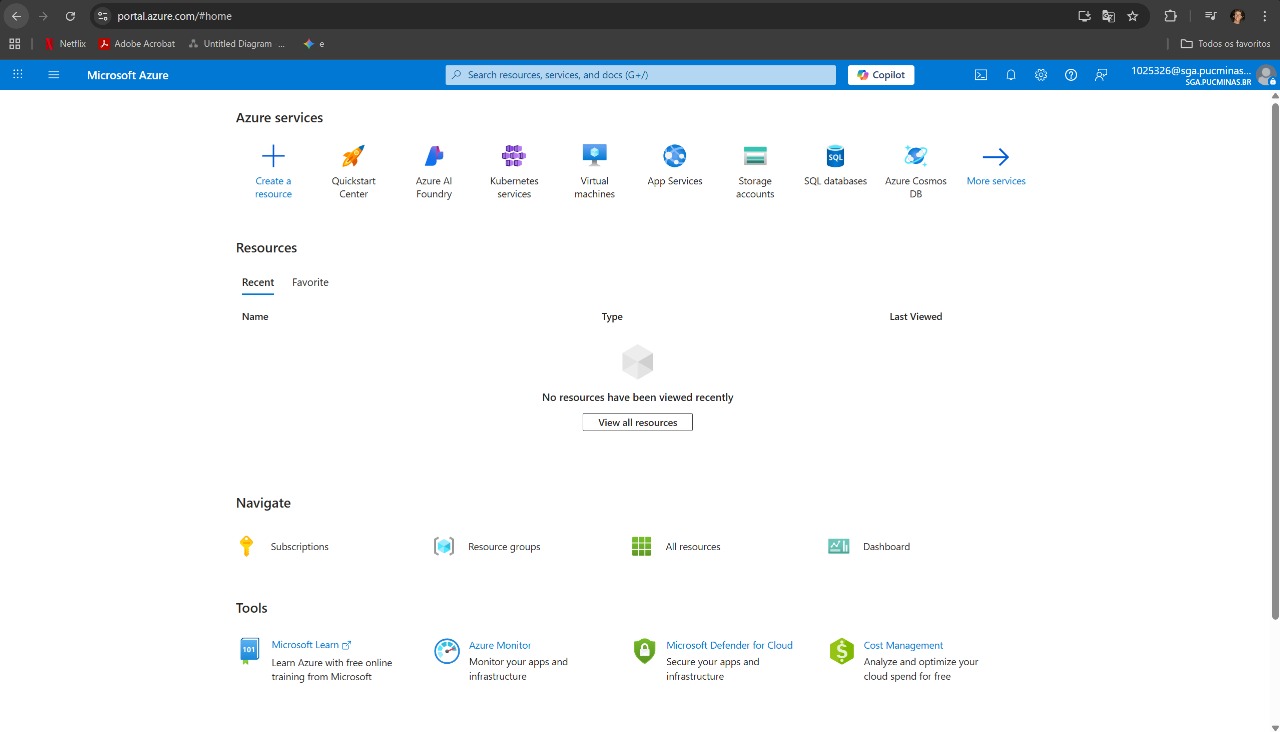 portal.azure.com/#home
Netflix
Adobe Acrobat
Untitled Diagram ...
e
Todos os favoritos
Microsoft Azure
Search resources, services, and docs (G+/)
Copilot
1025326@sga.pucminas...
SGA.PUCMINAS.BR
Azure services
Create a resource
Quickstart Center
Azure AI Foundry
Kubernetes services
Virtual machines
App Services
SQL
Storage accounts
SQL databases
Azure Cosmos DB
More services
Resources
Recent
Favorite
Name
Type
Last Viewed
No resources have been viewed recently
View all resources
Navigate
Subscriptions
Resource groups
All resources
Dashboard
Tools
101
Microsoft Learn
Learn Azure with free online
training from Microsoft
Azure Monitor
Monitor your apps and
infrastructure
Microsoft Defender for Cloud
Secure your apps and
infrastructure
Cost Management
Analyze and optimize your
cloud spend for free